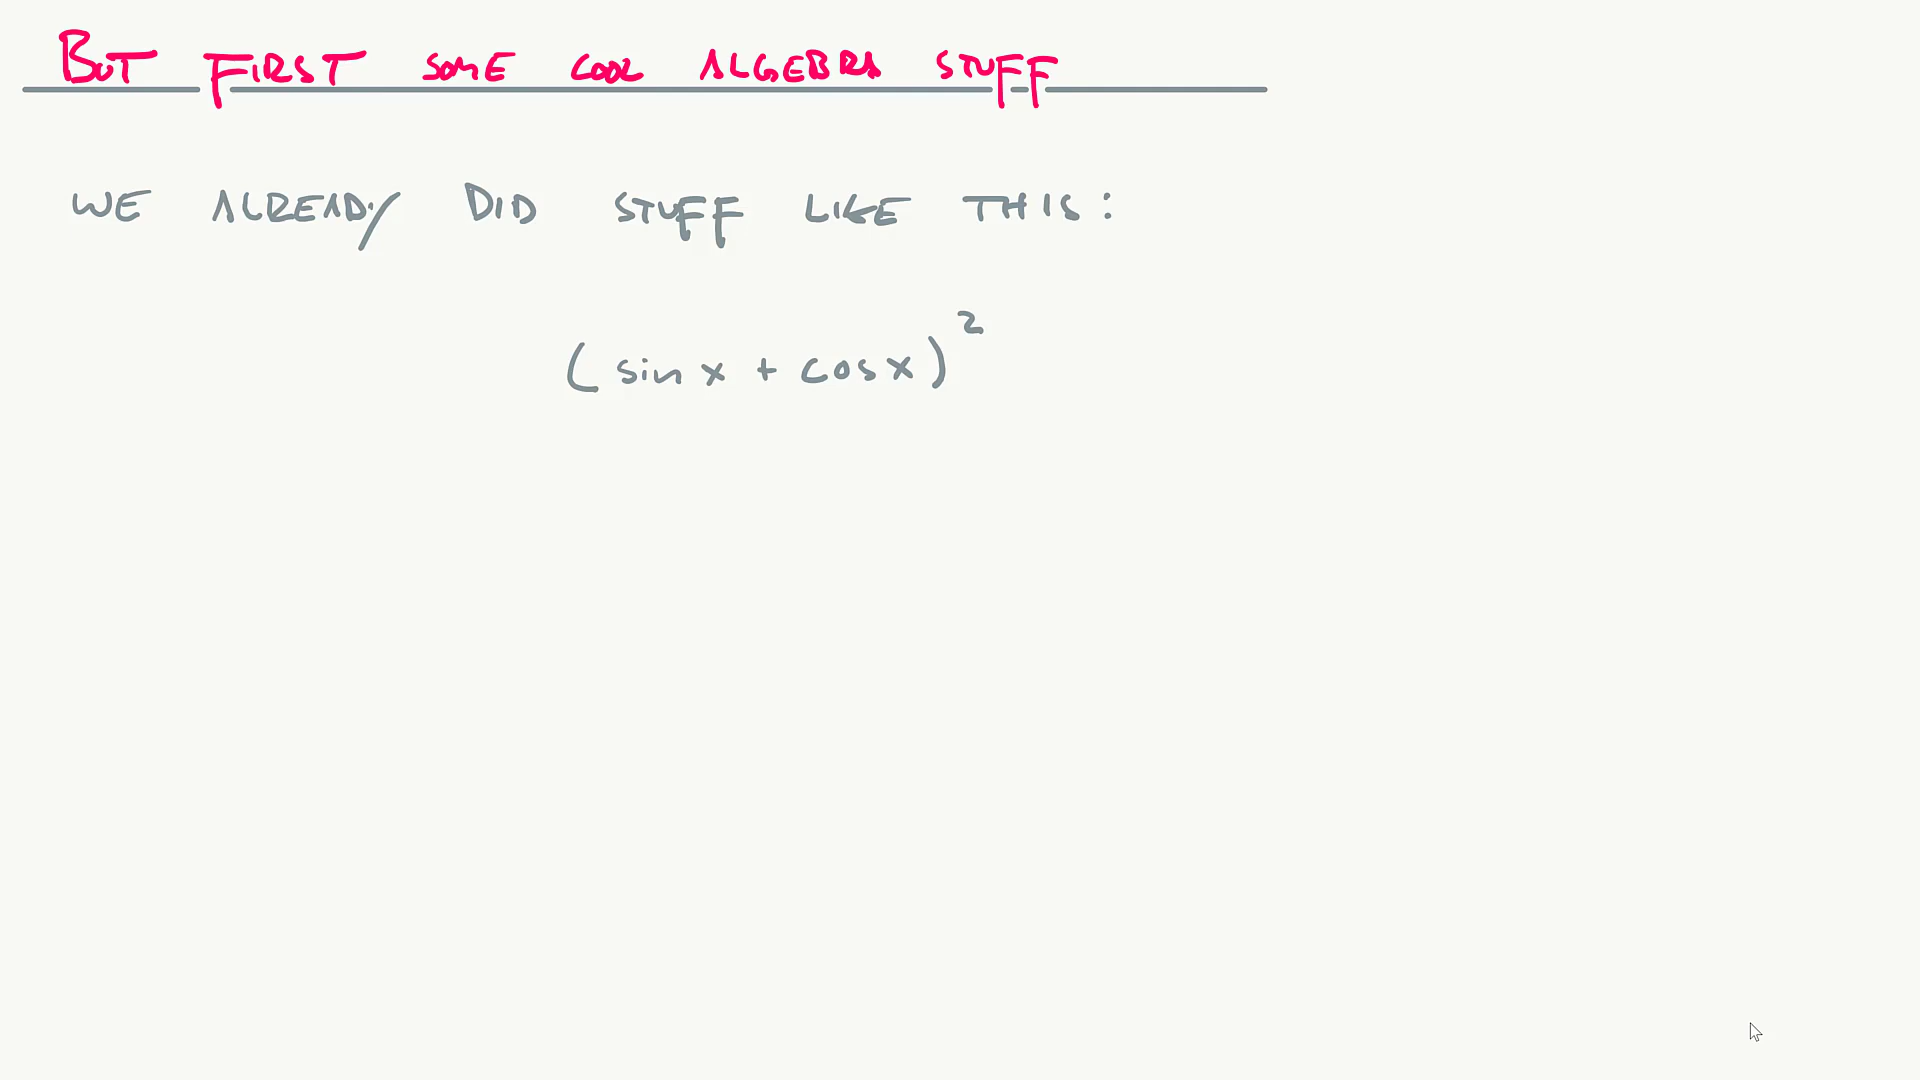 BUT FIRST SOME COOL ALGEBRA STUFF
WE ALREADY DID STUFF LIKE THIS:
(sin x + cos x)²